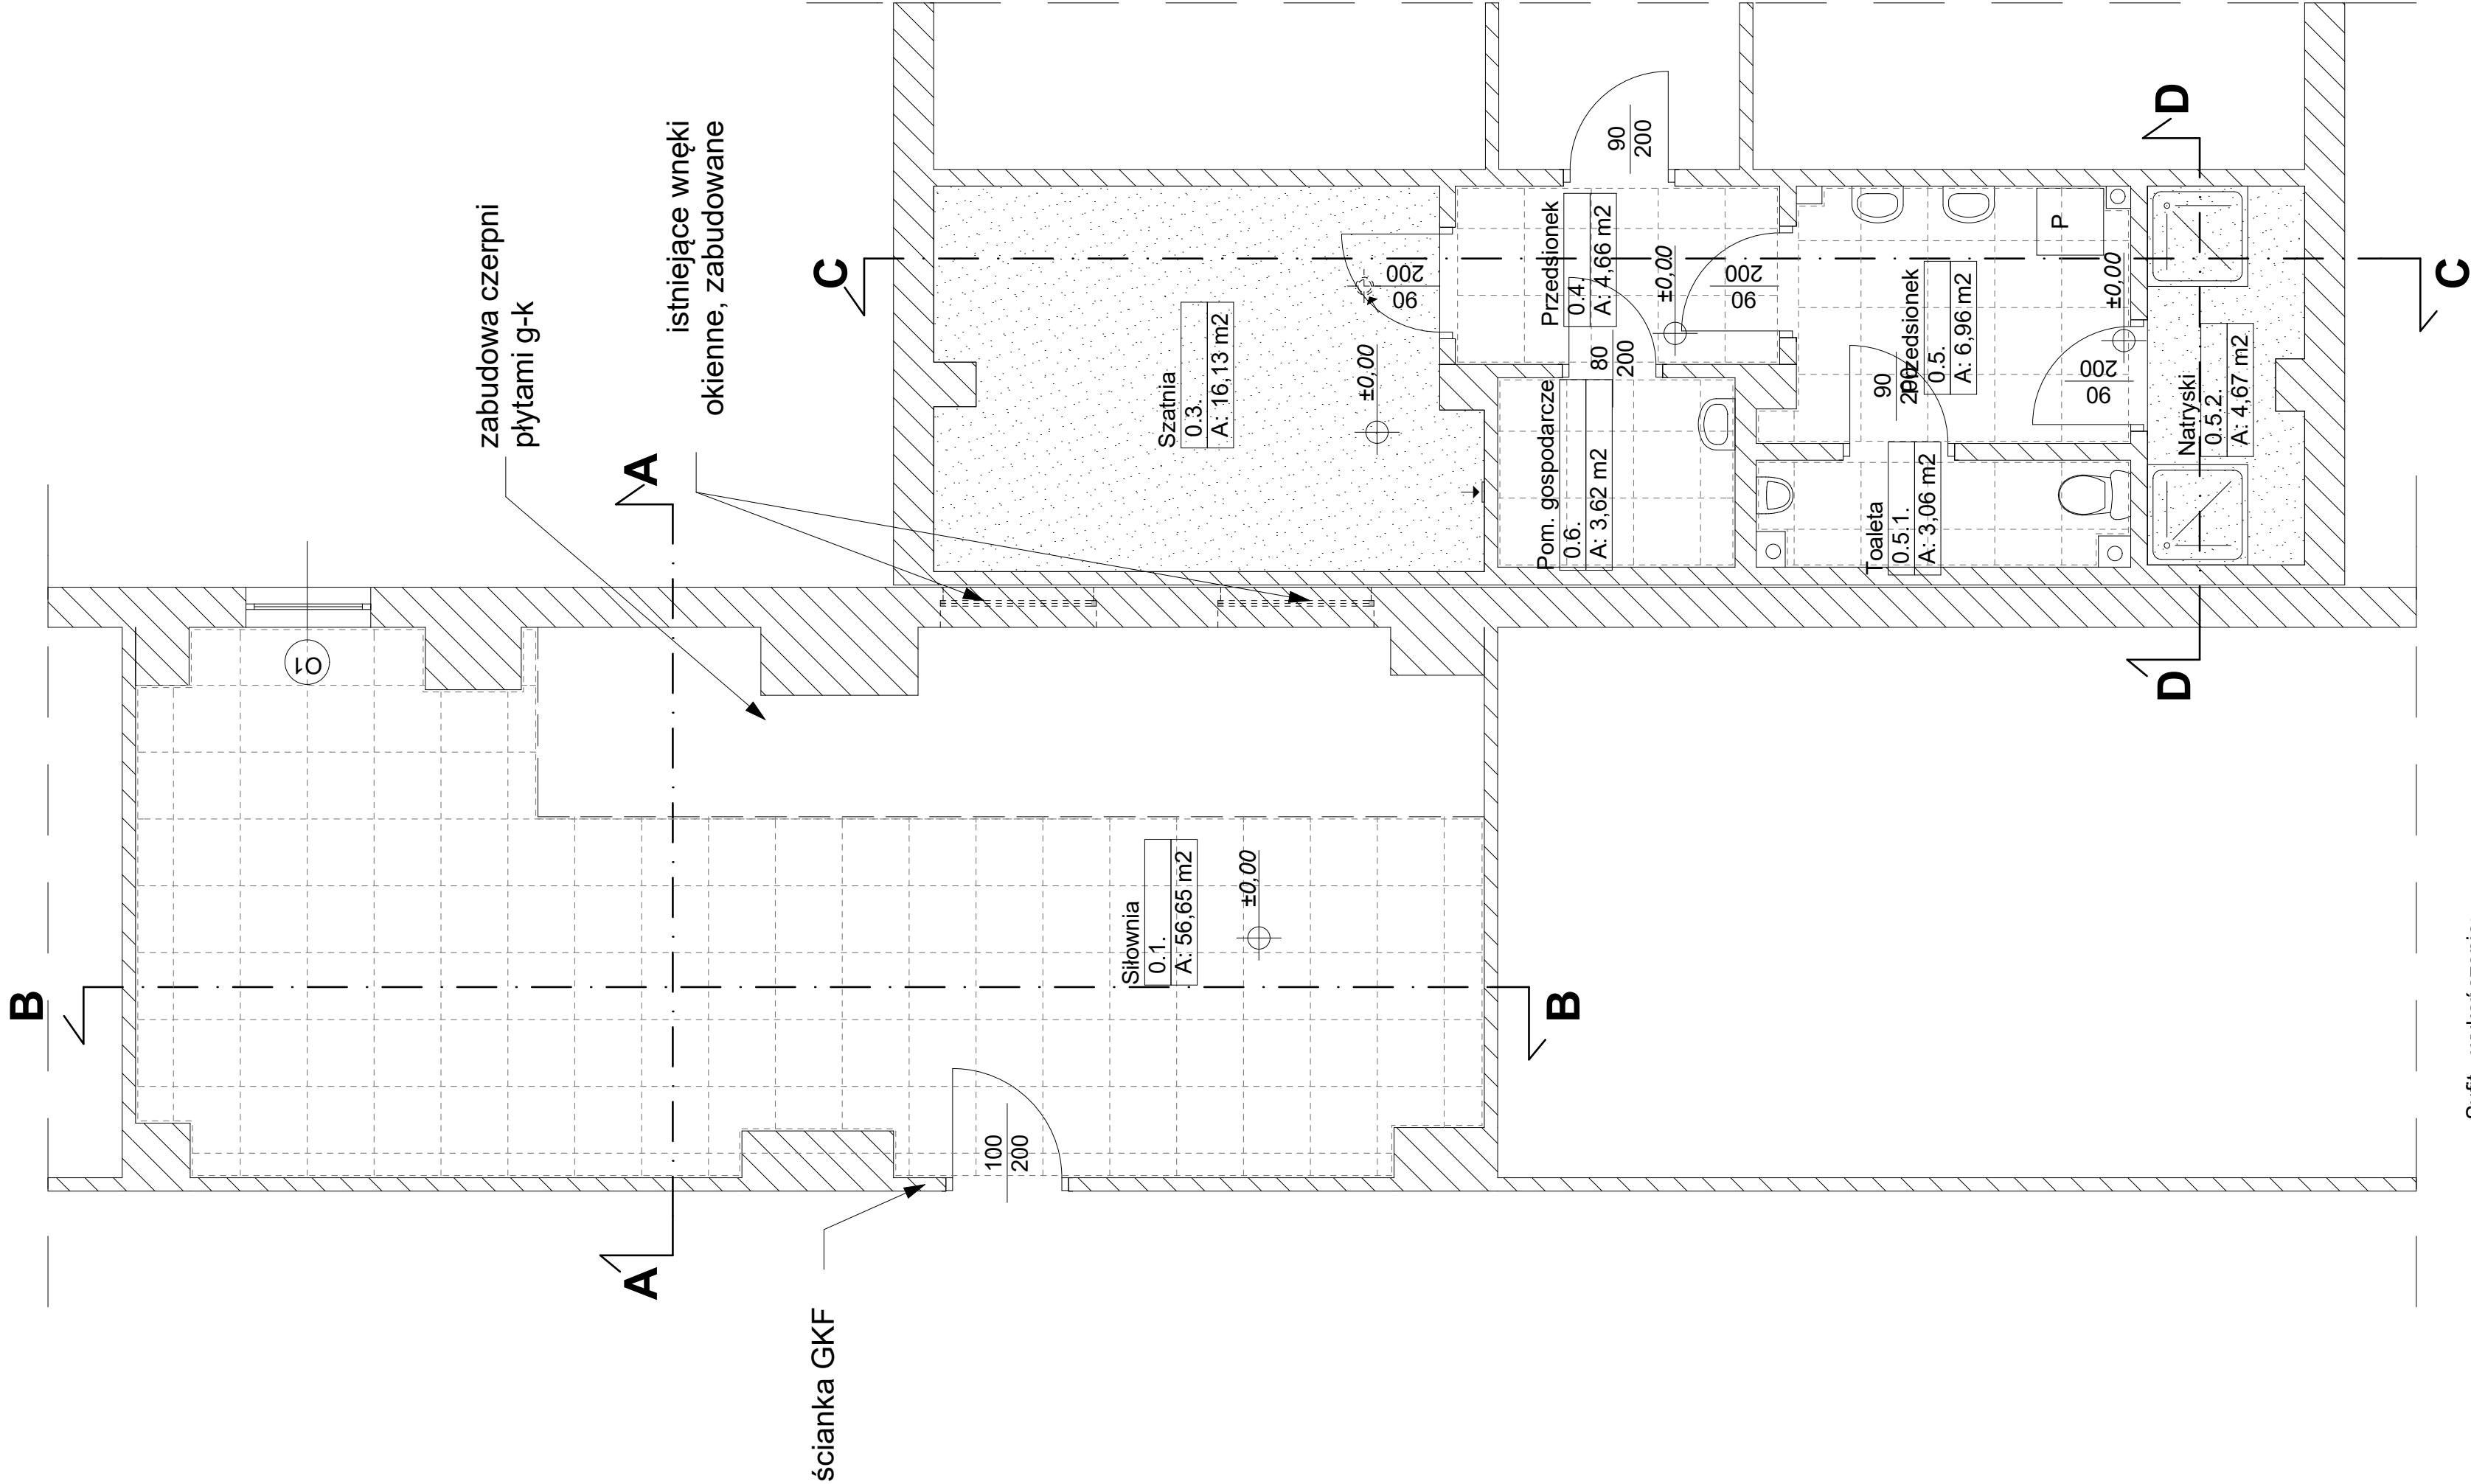 B
zabudowa czerpni
płytami g-k
istniejące wnęki
okienne, zabudowane
A
C
D
O1
Szatnia
0.3.
A: 16,13 m2
±0,00
90
200
Przedsionek
0.4.
A: 4,66 m2
±0,00
90
200
90
200
80
200
Pom. gospodarcze
0.6.
A: 3,62 m2
Przedsionek
0.5.
A: 6,96 m2
±0,00
P
90
200
90
200
Toaleta
0.5.1.
A: 3,06 m2
Natryski
0.5.2.
A: 4,67 m2
C
D
Siłownia
0.1.
A: 56,65 m2
±0,00
B
100
200
A
ścianka GKF